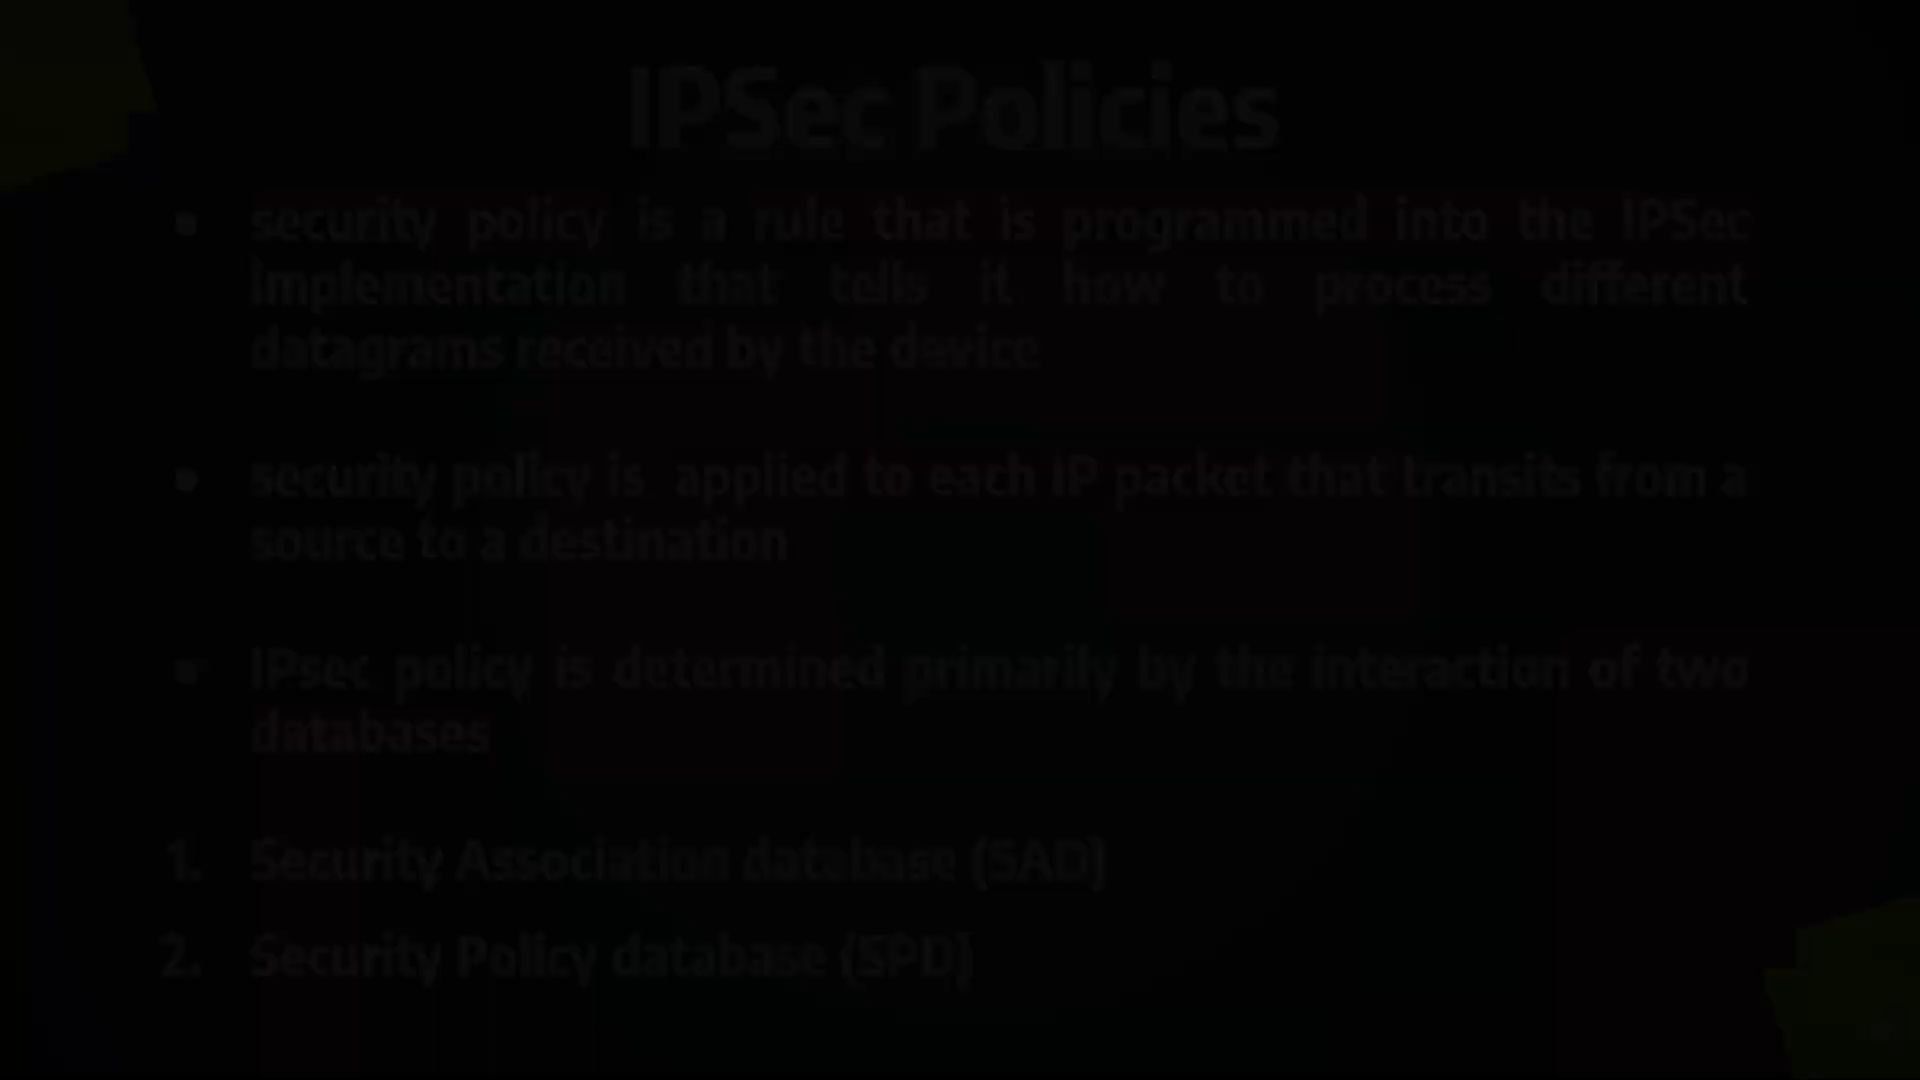 IPSec Policies
▪ security policy is a rule that is programmed into the IPSec
implementation that tells it how to process different
datagrams received by the device
▪ security policy is applied to each IP packet that transits from a
source to a destination
▪ IPsec policy is determined primarily by the interaction of two
databases
1. Security Association database (SAD)
2. Security Policy database (SPD)